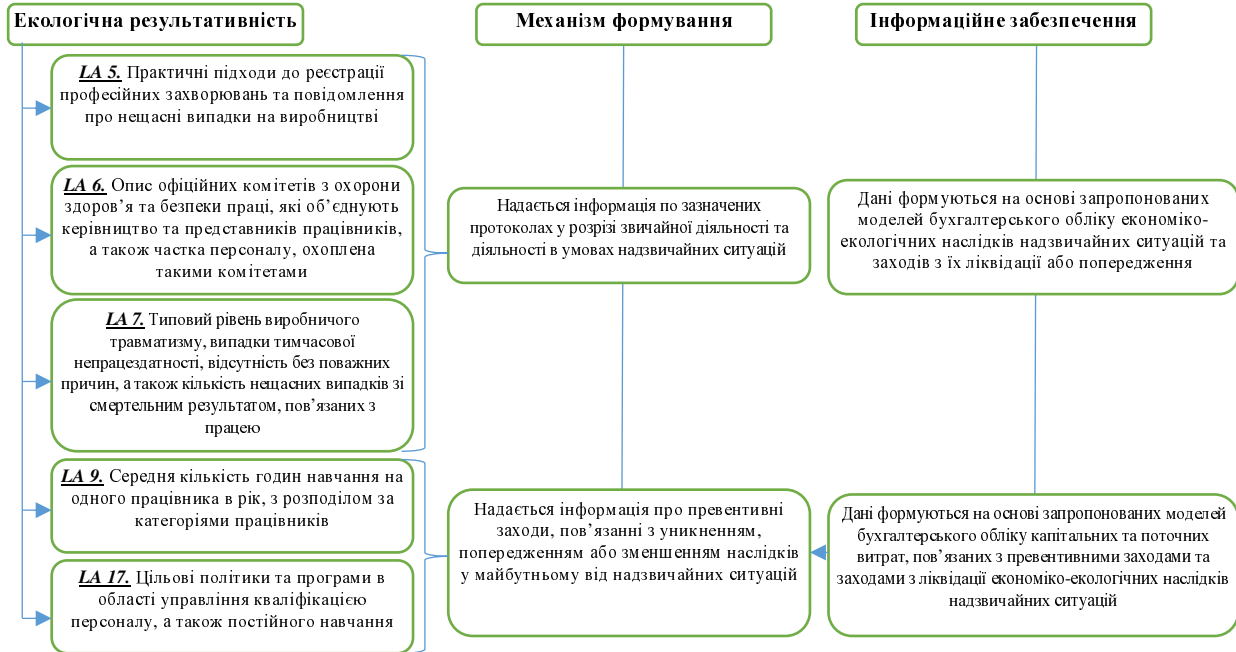 Екологічна результативність
Механізм формування
Інформаційне забезпечення
LA 5. Практичні підходи до реєстрації
професійних захворювань та повідомлення
про нещасні випадки на виробництві
LA 6. Опис офіційних комітетів з охорони
здоров’я та безпеки праці, які об’єднують
керівництво та представників працівників,
а також частка персоналу, охоплена
такими комітетами
LA 7. Типовий рівень виробничого
травматизму, випадки тимчасової
непрацездатності, відсутність без поважних
причин, а також кількість нещасних випадків зі
смертельним результатом, пов’язаних з
працею
LA 9. Середня кількість годин навчання на
одного працівника в рік, з розподілом за
категоріями працівників
LA 17. Цільові політики та програми в
області управління кваліфікацією
персоналу, а також постійного навчання
Надається інформація по зазначених
протоколах у розрізі звичайної діяльності та
діяльності в умовах надзвичайних ситуацій
Надається інформація про превентивні
заходи, пов’язанні з уникненням,
попередженням або зменшенням наслідків
у майбутньому від надзвичайних ситуацій
Дані формуються на основі запропонованих
моделей бухгалтерського обліку економіко-
екологічних наслідків надзвичайних ситуацій та
заходів з їх ліквідації або попередження
Дані формуються на основі запропонованих моделей
бухгалтерського обліку капітальних та поточних
витрат, пов’язаних з превентивними заходами та
заходами з ліквідації економіко-екологічних наслідків
надзвичайних ситуацій